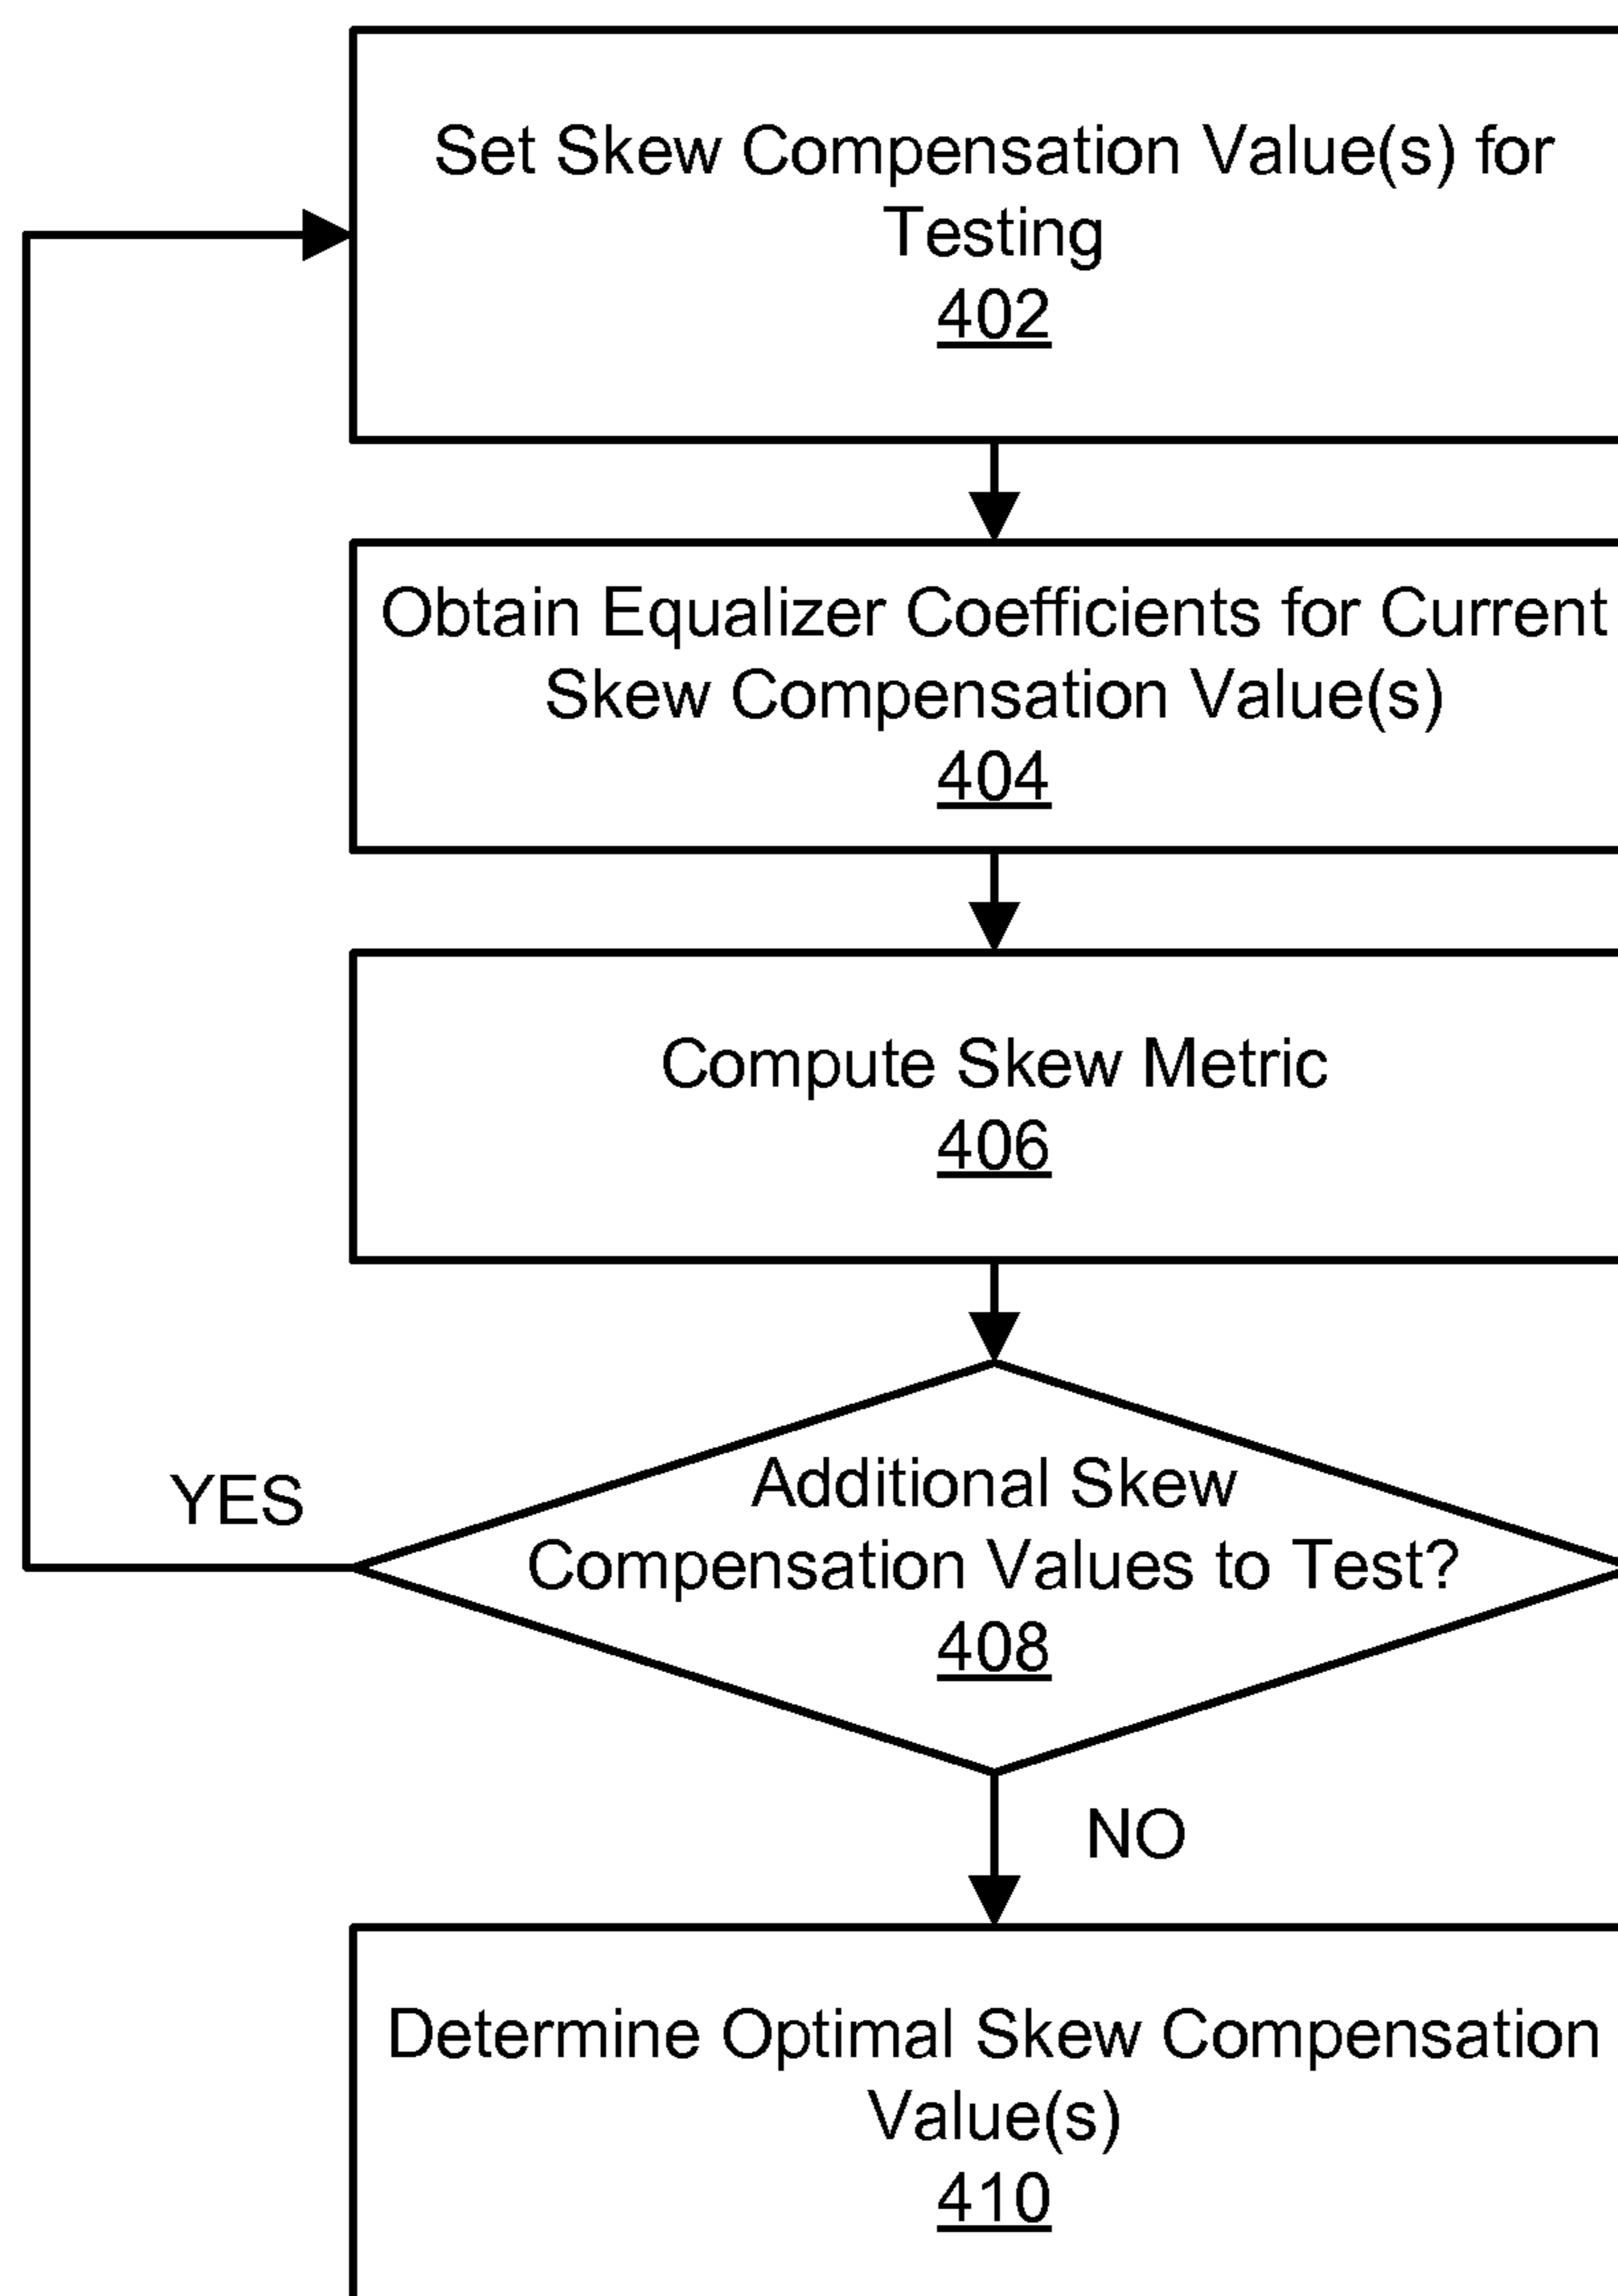 Set Skew Compensation Value(s) for
Testing
402
Obtain Equalizer Coefficients for Current
Skew Compensation Value(s)
404
Compute Skew Metric
406
Additional Skew
Compensation Values to Test?
408
YES
NO
Determine Optimal Skew Compensation
Value(s)
410